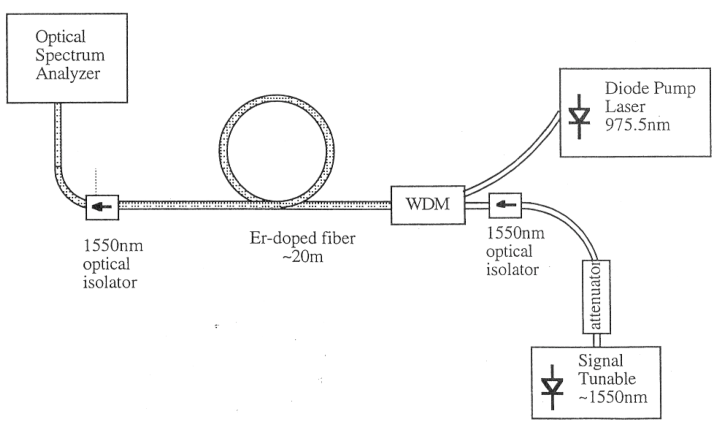 Optical
Spectrum
Analyzer
Diode Pump
Laser
975.5nm
WDM
1550nm
optical
isolator
Er-doped fiber
~20m
1550nm
optical
isolator
attenuator
Signal
Tunable
~1550nm